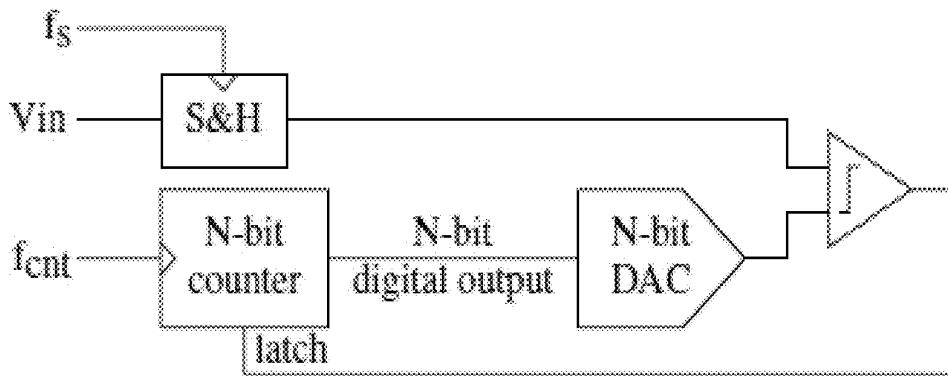 fs
Vin
S&H
fcnt
N-bit
counter
N-bit
digital output
N-bit
DAC
latch